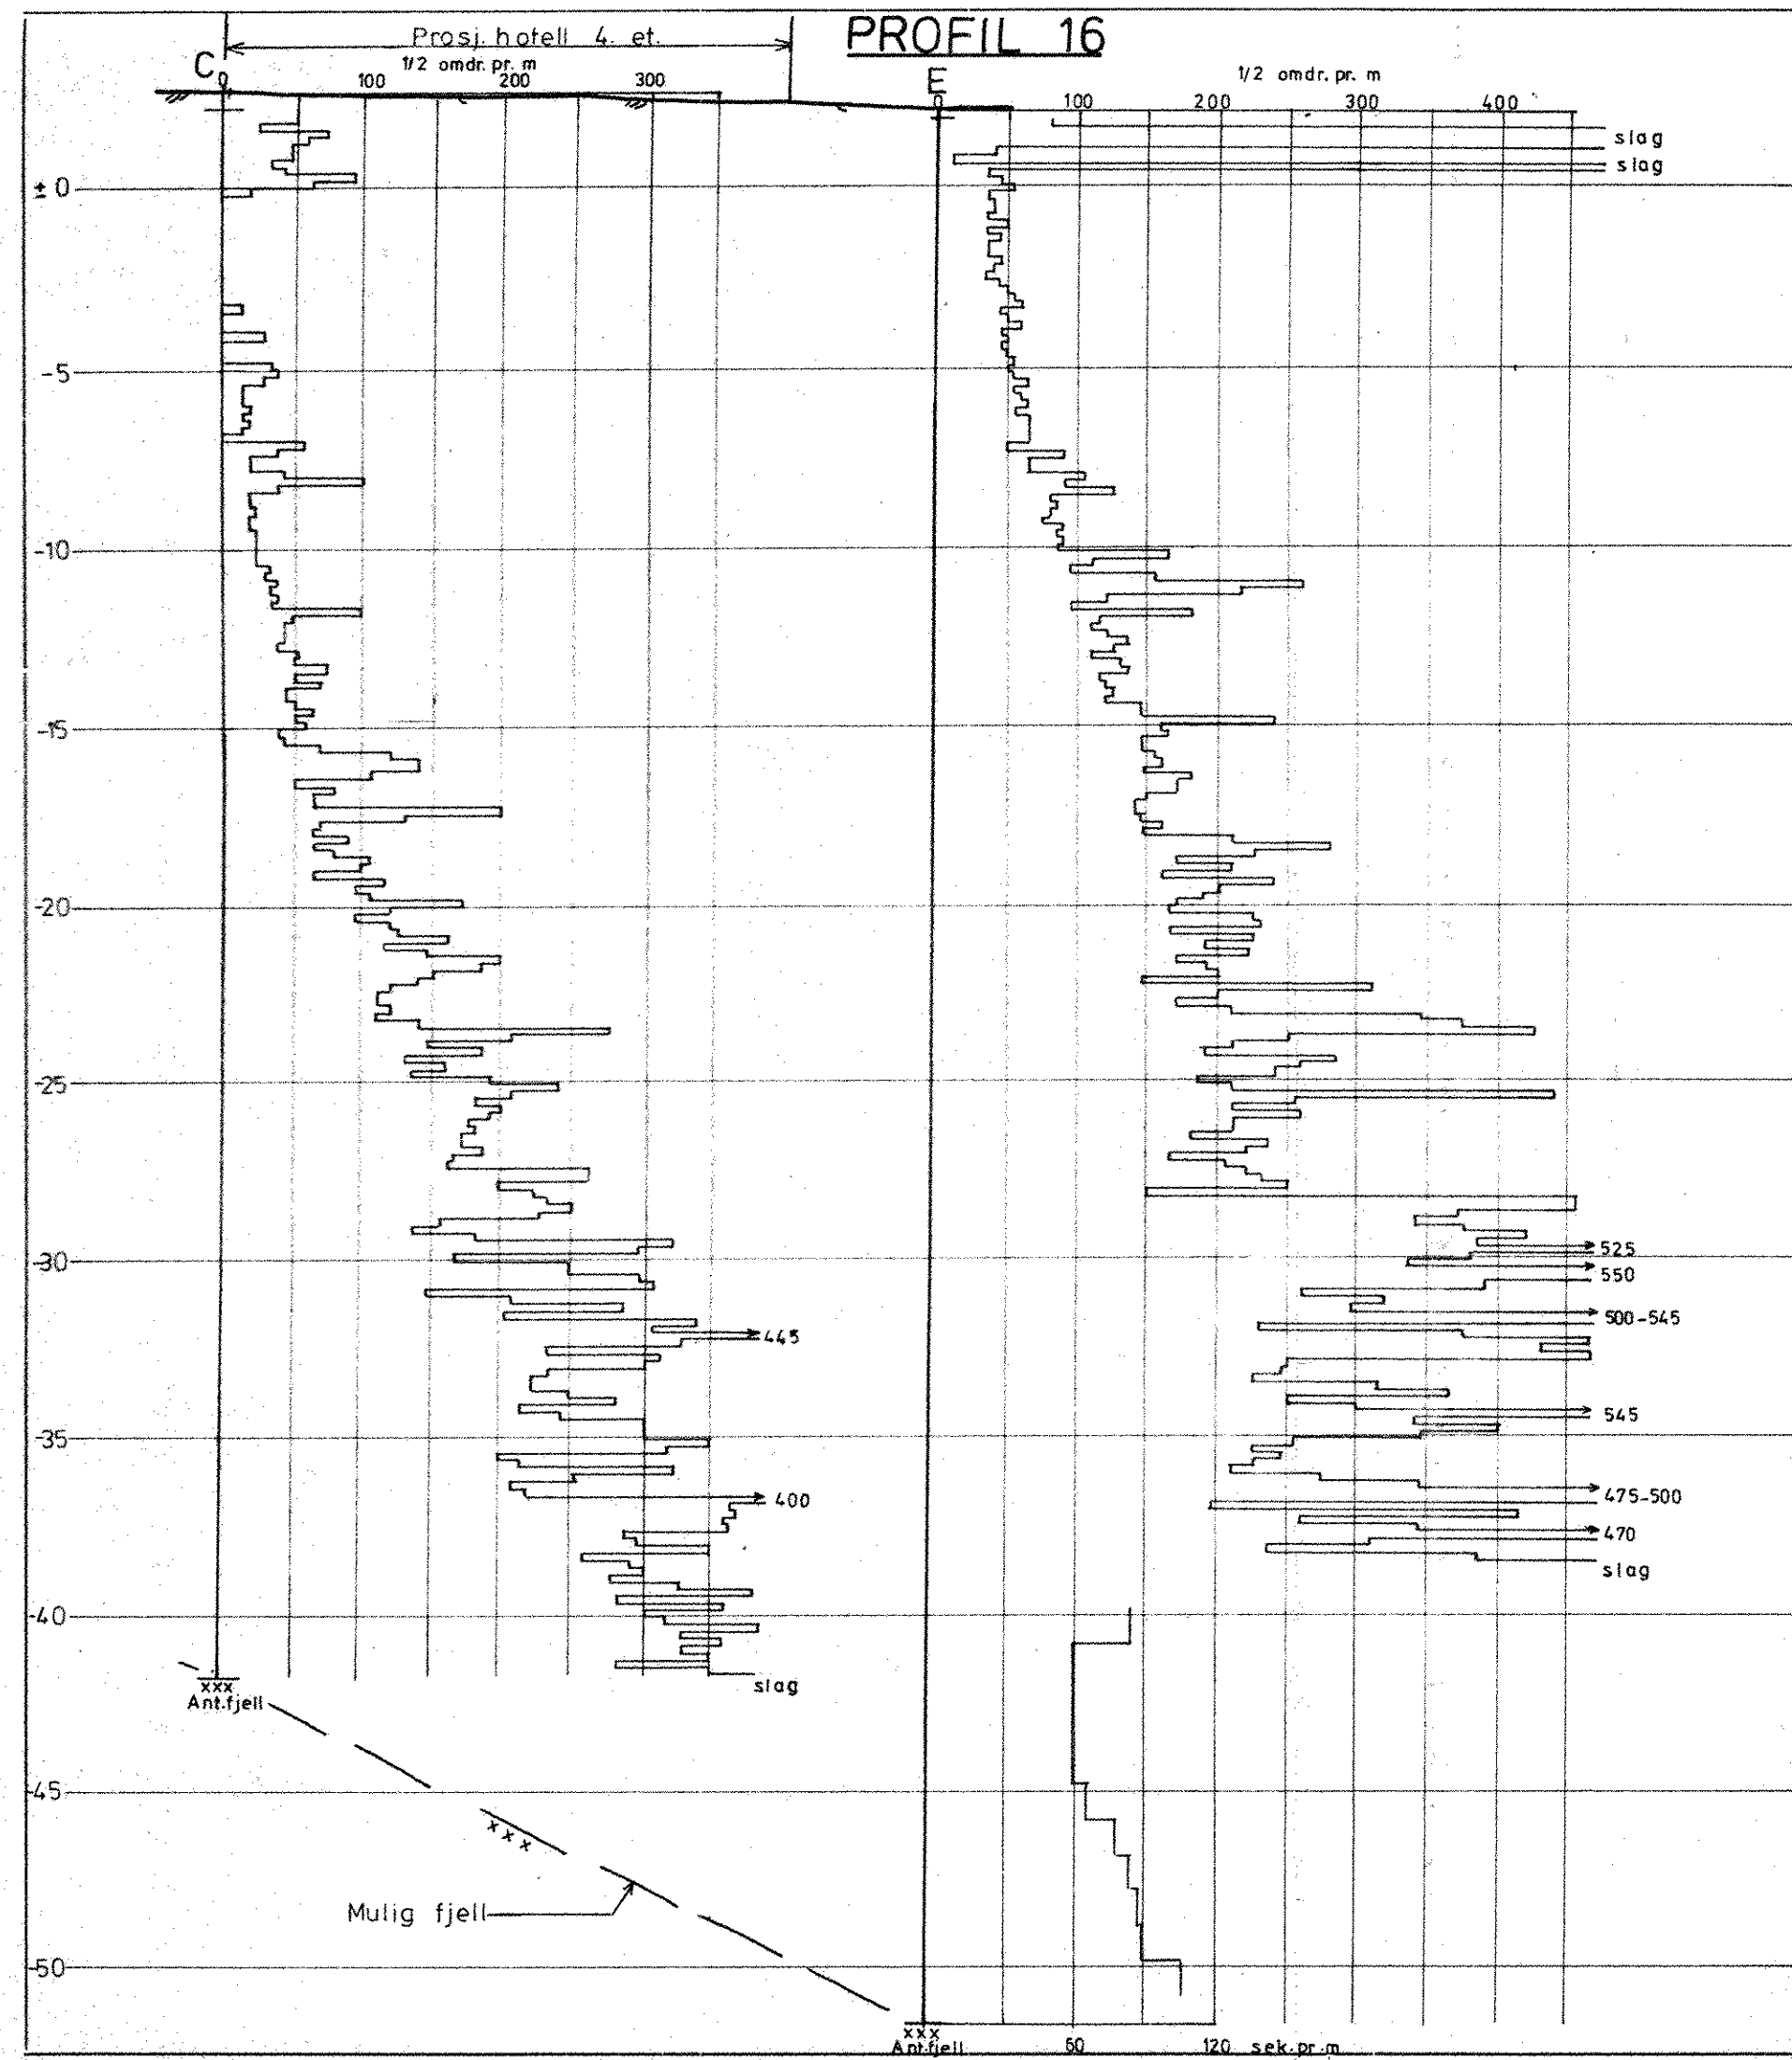 PROFIL 16
Prosj. hotell 4. et.
C
1/2 omdr. pr. m
0 100 200 300
E
1/2 omdr. pr. m
0 100 200 300 400
slag
slag
± 0
-5
-10
-15
-20
-25
-30
525
550
500-545
445
545
-35
475-500
400
470
slag
-40
slag
xxx
Ant.fjell
-45
xxx
Mulig fjell
-50
xxx
Ant.fjell
60 120 sek. pr. m